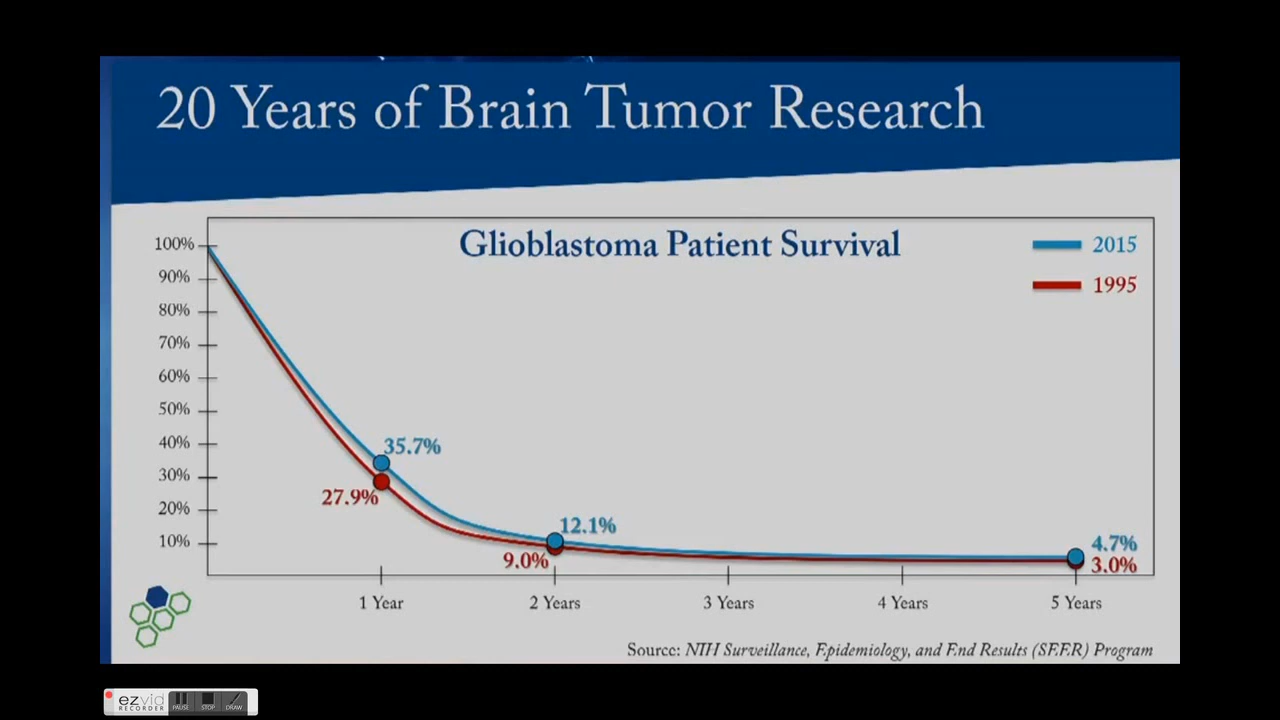 20 Years of Brain Tumor Research
Glioblastoma Patient Survival
2015
1995
100%
90%
80%
70%
60%
50%
40%
30%
20%
10%
35.7%
27.9%
12.1%
9.0%
4.7%
3.0%
1 Year
2 Years
3 Years
4 Years
5 Years
Source: NIH Surveillance, Epidemiology, and End Results (SEER) Program
ezvid
RECORDER
PAUSE
STOP
DRAW